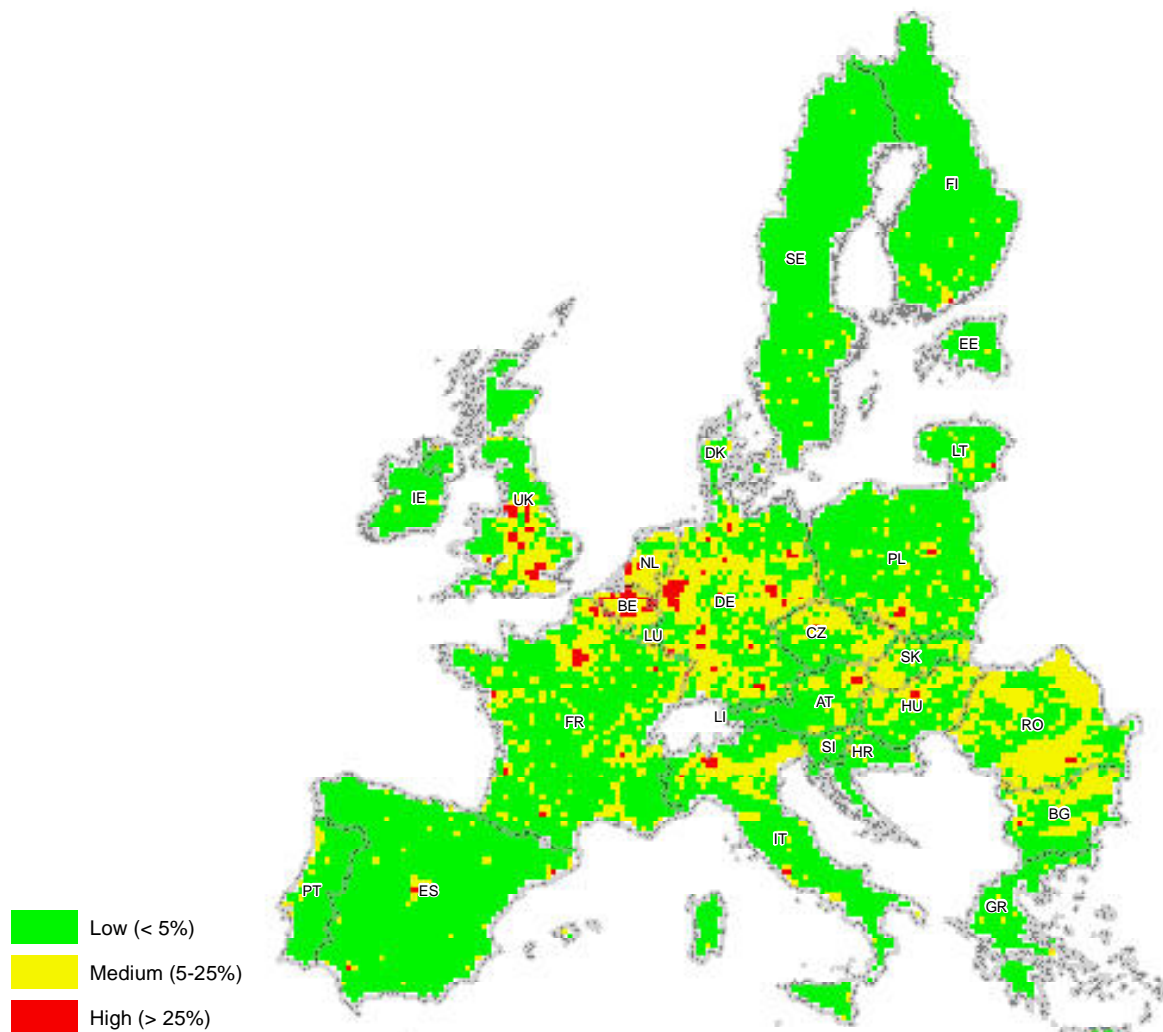 FI
SE
EE
LT
DK
IE
UK
NL
PL
BE
DE
LU
CZ
SK
AT
HU
LI
FR
RO
SI
HR
BG
IT
PT
ES
GR
Low (< 5%)
Medium (5-25%)
High (> 25%)